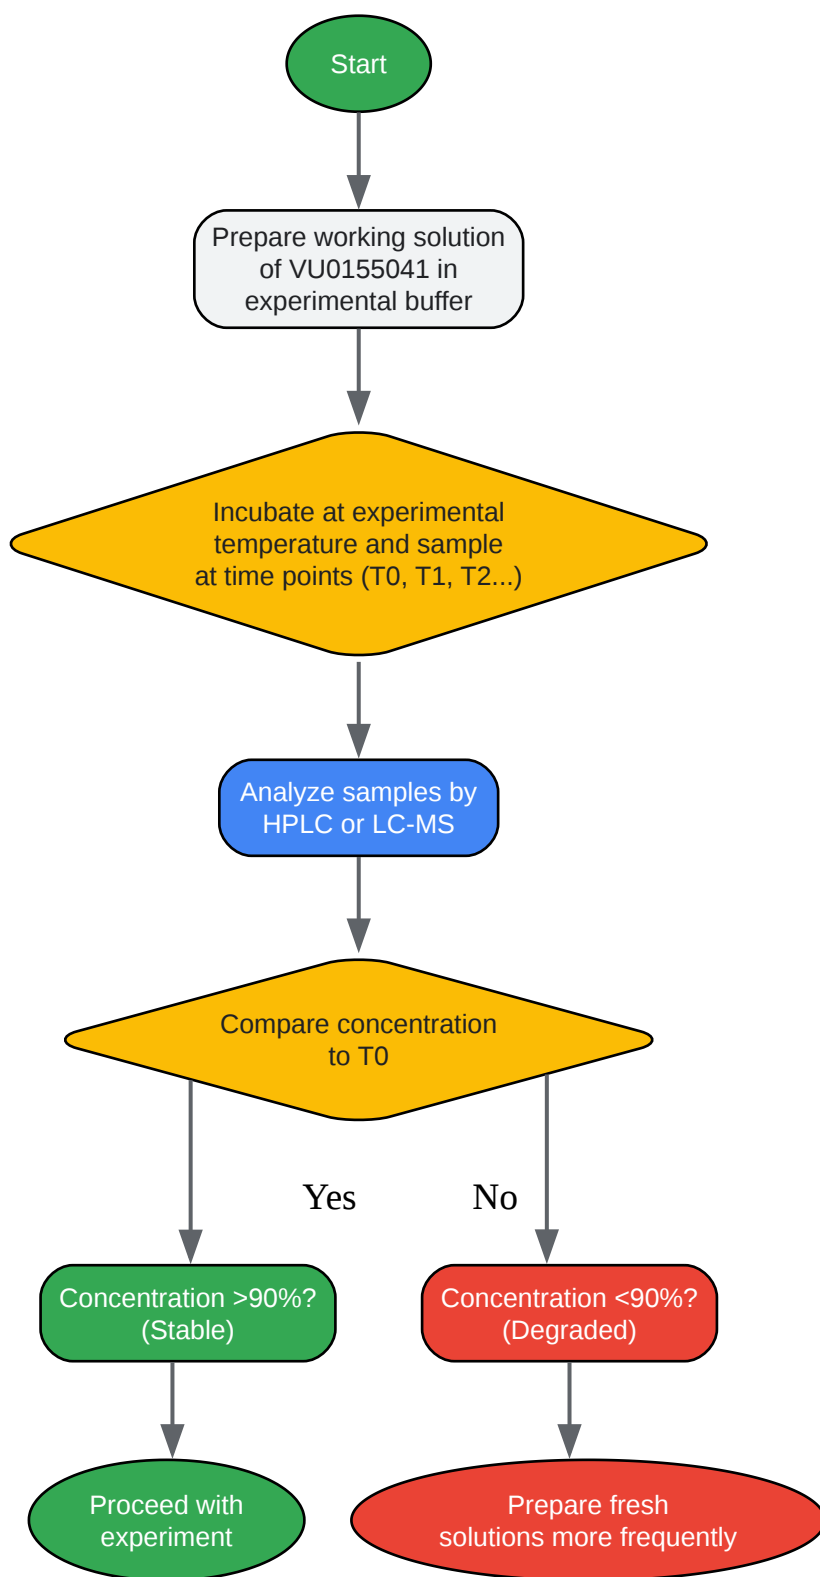 Start
Prepare working solution
of VU0155041 in
experimental buffer
Incubate at experimental
temperature and sample
at time points (T0, T1, T2...)
Analyze samples by
HPLC or LC-MS
Compare concentration
to T0
Yes
No
Concentration >90%?
(Stable)
Concentration <90%?
(Degraded)
Proceed with
experiment
Prepare fresh
solutions more frequently